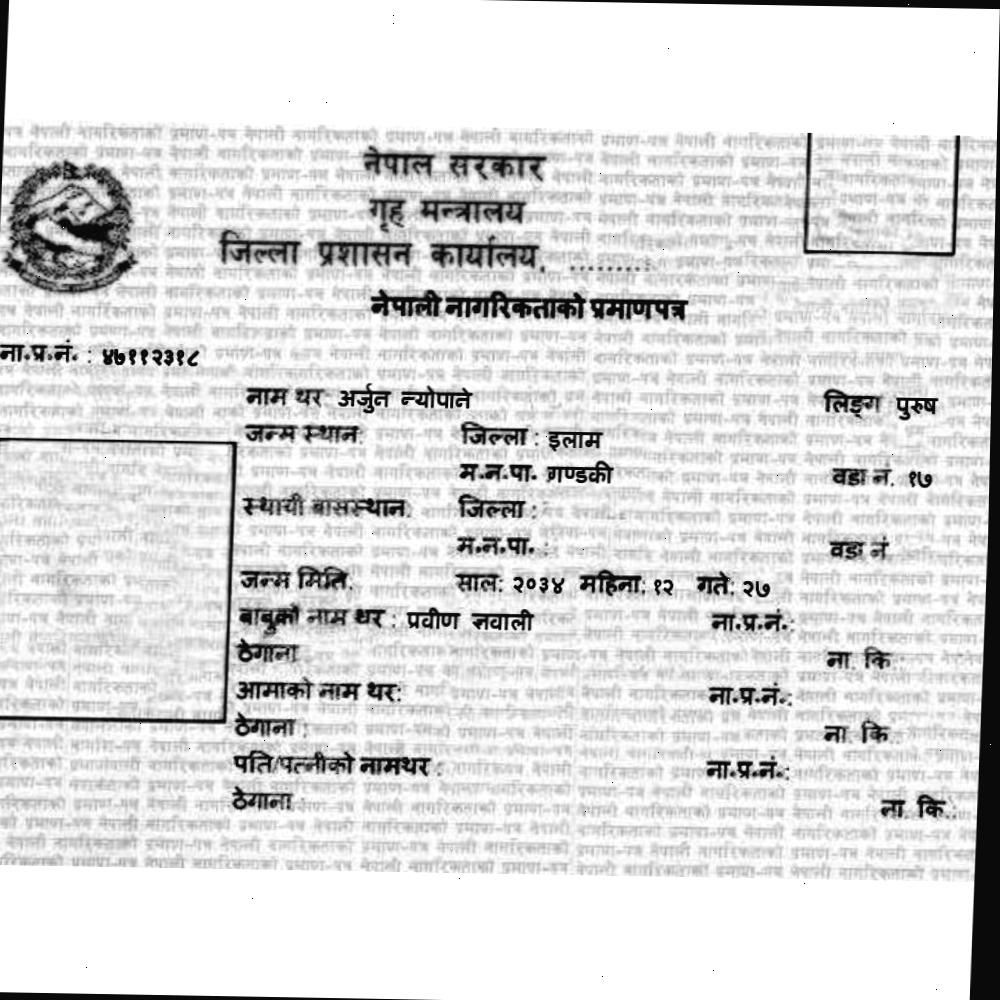 नेपाल सरकार
गृह मन्त्रालय
जिल्ला प्रशासन कार्यालय, .........
नेपाली नागरिकताको प्रमाणपत्र
ना.प्र.नं. : ४७११२३१८
नाम थर: अर्जुन न्योपाने लिङ्ग पुरुष
जन्म स्थान: जिल्ला : इलाम
म.न.पा. गण्डकी वडा नं. १७
स्थायी बासस्थान: जिल्ला :
म.न.पा. : वडा नं
जन्म मिति: साल: २०३४ महिना: १२ गते: २७
बाबुको नाम थर : प्रवीण ज्ञवाली ना.प्र.नं.:
ठेगाना ना. कि.:
आमाको नाम थर: ना.प्र.नं.:
ठेगाना : ना. कि.:
पति/पत्नीको नामथर : ना.प्र.नं.:
ठेगाना ना. कि.: